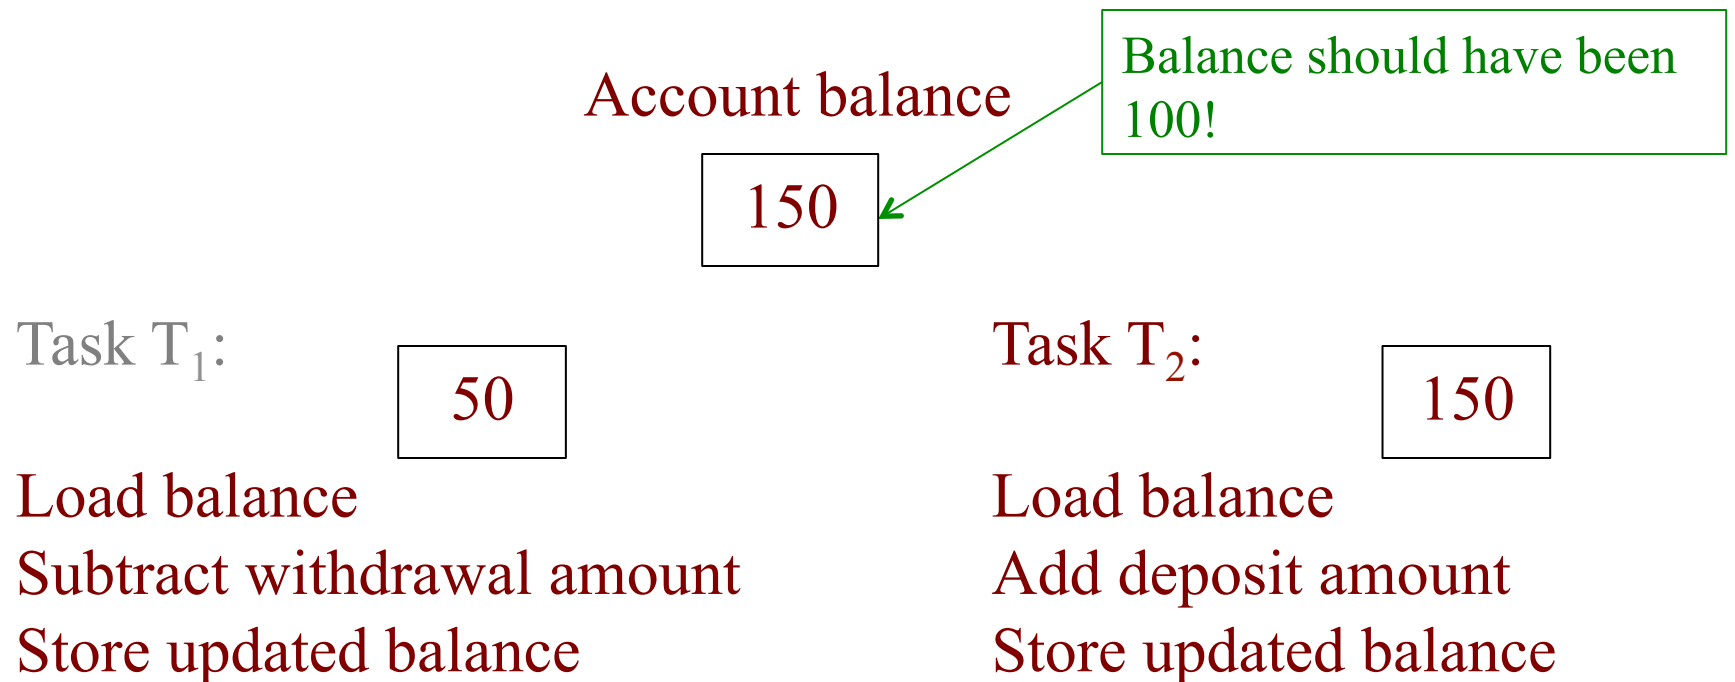 Balance should have been
100!
Account balance
150
Task T₁:
50
Load balance
Subtract withdrawal amount
Store updated balance
Task T₂:
150
Load balance
Add deposit amount
Store updated balance